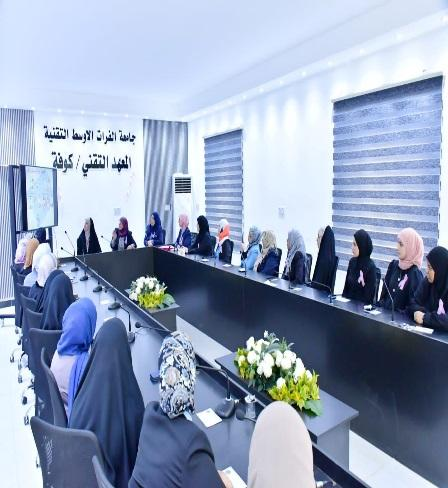 جامعة الفرات الاوسط التقنية
المعهد التقني / كوفة